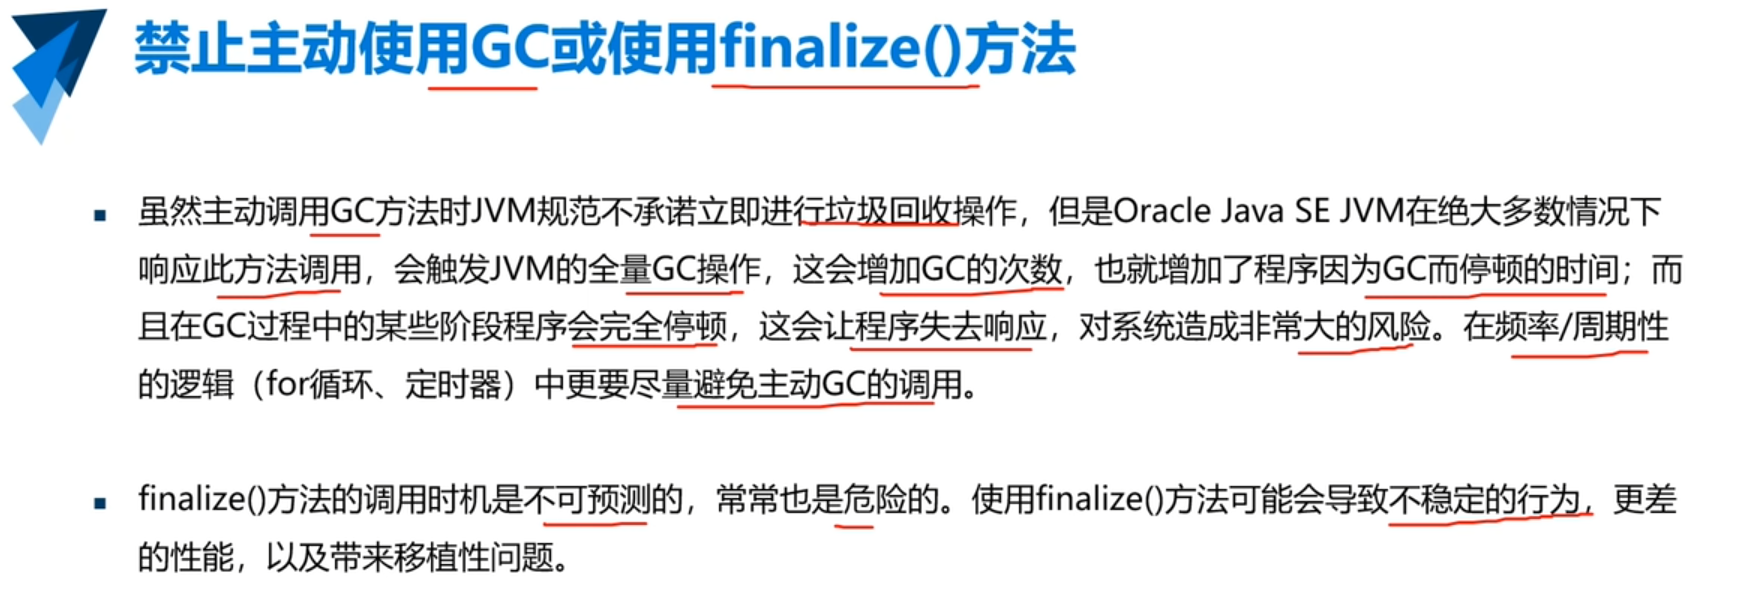 禁止主动使用GC或使用finalize()方法
虽然主动调用GC方法时JVM规范不承诺立即进行垃圾回收操作，但是Oracle Java SE JVM在绝大多数情况下
响应此方法调用，会触发JVM的全量GC操作，这会增加GC的次数，也就增加了程序因为GC而停顿的时间；而
且在GC过程中的某些阶段程序会完全停顿，这会让程序失去响应，对系统造成非常大的风险。在频率/周期性
的逻辑（for循环、定时器）中更要尽量避免主动GC的调用。
finalize()方法的调用时机是不可预测的，常常也是危险的。使用finalize()方法可能会导致不稳定的行为，更差
的性能，以及带来移植性问题。